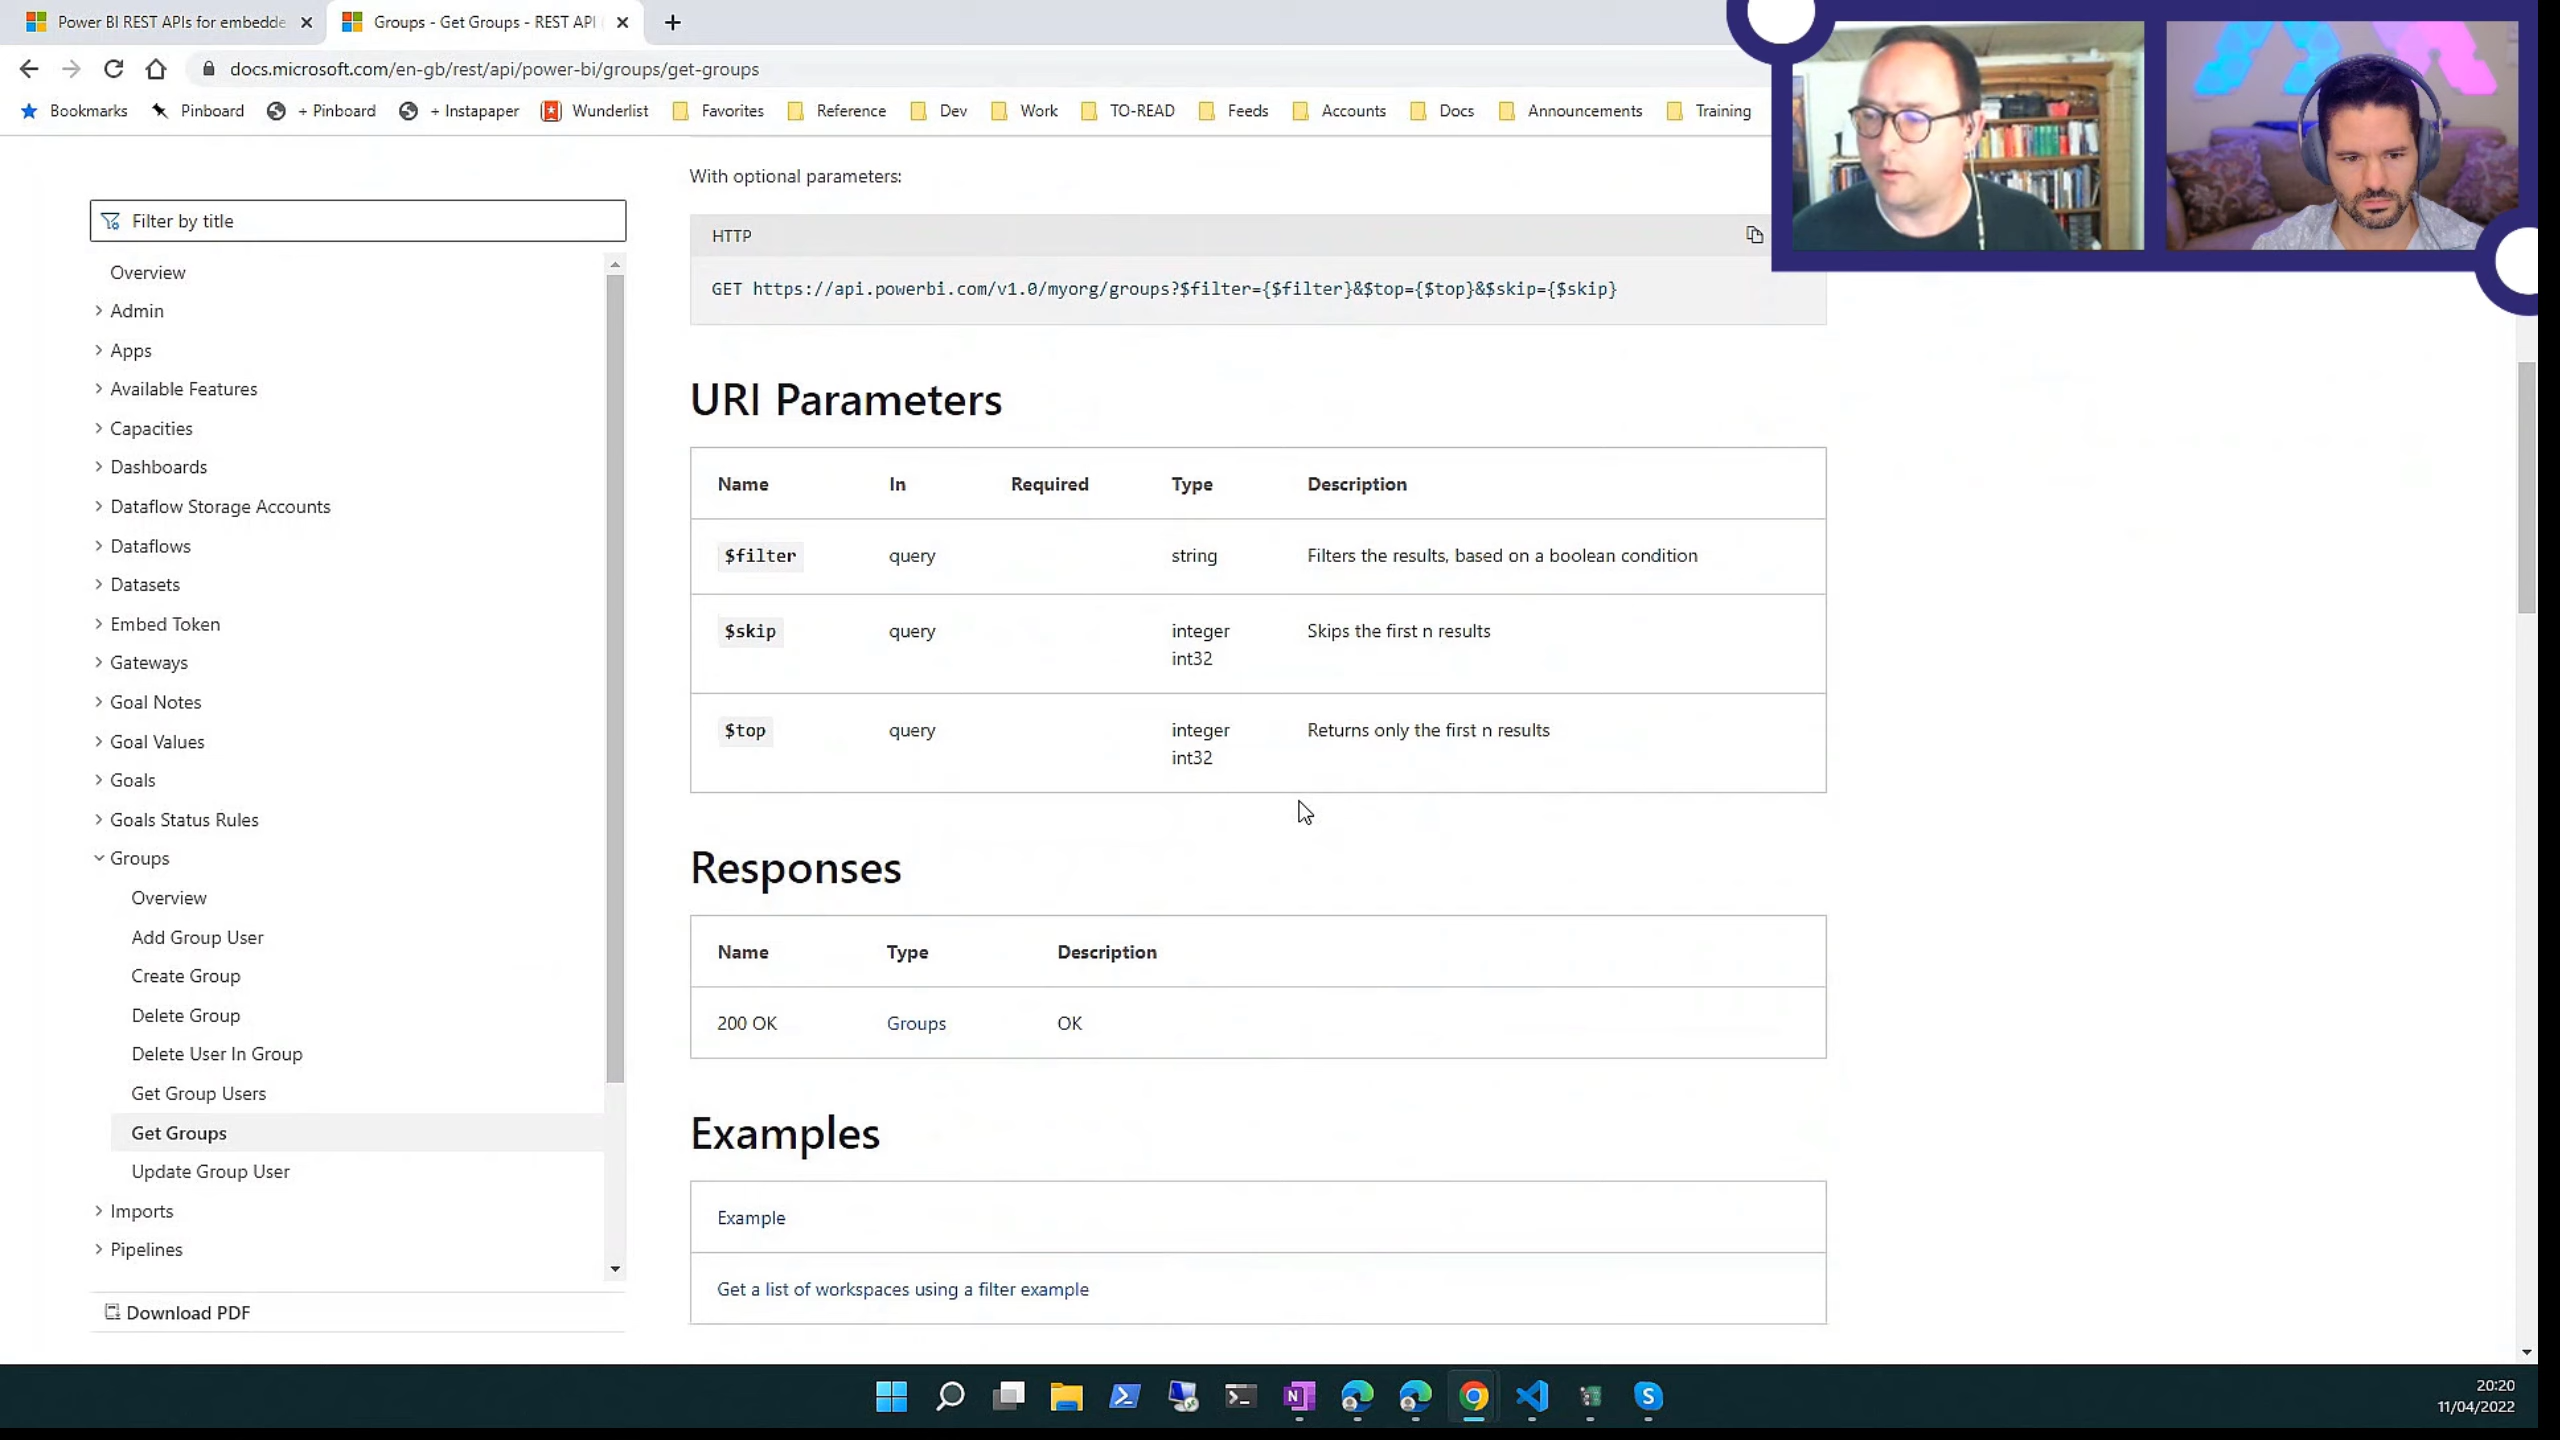 Power BI REST APIs for embedde
Groups - Get Groups - REST API (
docs.microsoft.com/en-gb/rest/api/power-bi/groups/get-groups
Bookmarks
Pinboard
+ Pinboard
+ Instapaper
Wunderlist
Favorites
Reference
Dev
Work
TO-READ
Feeds
Accounts
Docs
Announcements
Training
Filter by title
Overview
Admin
Apps
Available Features
Capacities
Dashboards
Dataflow Storage Accounts
Dataflows
Datasets
Embed Token
Gateways
Goal Notes
Goal Values
Goals
Goals Status Rules
Groups
Overview
Add Group User
Create Group
Delete Group
Delete User In Group
Get Group Users
Get Groups
Update Group User
Imports
Pipelines
Download PDF
With optional parameters:
HTTP
GET https://api.powerbi.com/v1.0/myorg/groups?$filter={$filter}&$top={$top}&$skip={$skip}
URI Parameters
Name In Required Type Description
$filter query string Filters the results, based on a boolean condition
$skip query integer Skips the first n results
int32
$top query integer Returns only the first n results
int32
Responses
Name Type Description
200 OK Groups OK
Examples
Example
Get a list of workspaces using a filter example
20:20
11/04/2022